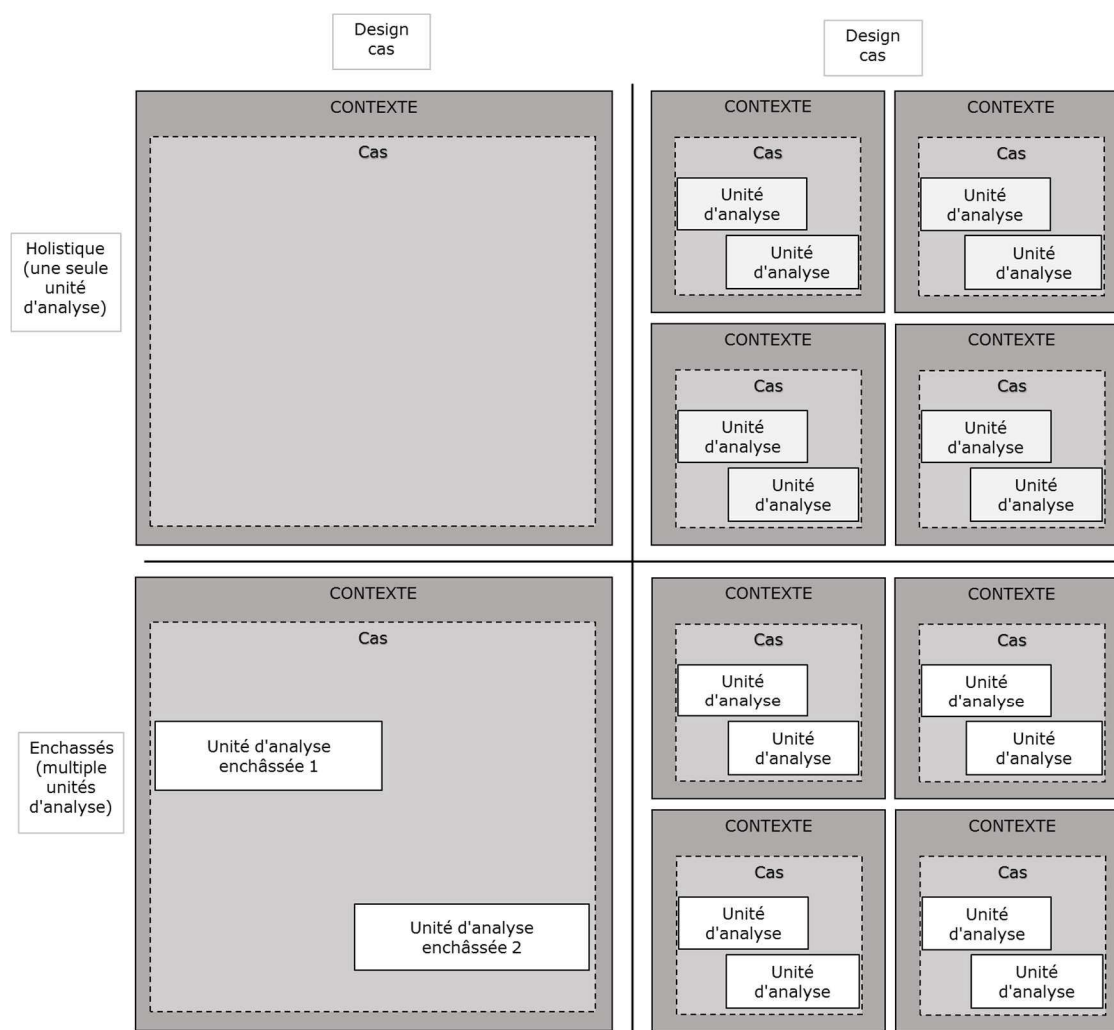 Design
cas
Design
cas
Holistique
(une seule
unité
d'analyse)
CONTEXTE
Cas
CONTEXTE
Cas
Unité
d'analyse
Unité
d'analyse
CONTEXTE
Cas
Unité
d'analyse
Unité
d'analyse
CONTEXTE
Cas
Unité
d'analyse
Unité
d'analyse
CONTEXTE
Cas
Unité
d'analyse
Unité
d'analyse
Enchassés
(multiple
unités
d'analyse)
CONTEXTE
Cas
Unité d'analyse
enchâssée 1
Unité d'analyse
enchâssée 2
CONTEXTE
Cas
Unité
d'analyse
Unité
d'analyse
CONTEXTE
Cas
Unité
d'analyse
Unité
d'analyse
CONTEXTE
Cas
Unité
d'analyse
Unité
d'analyse
CONTEXTE
Cas
Unité
d'analyse
Unité
d'analyse